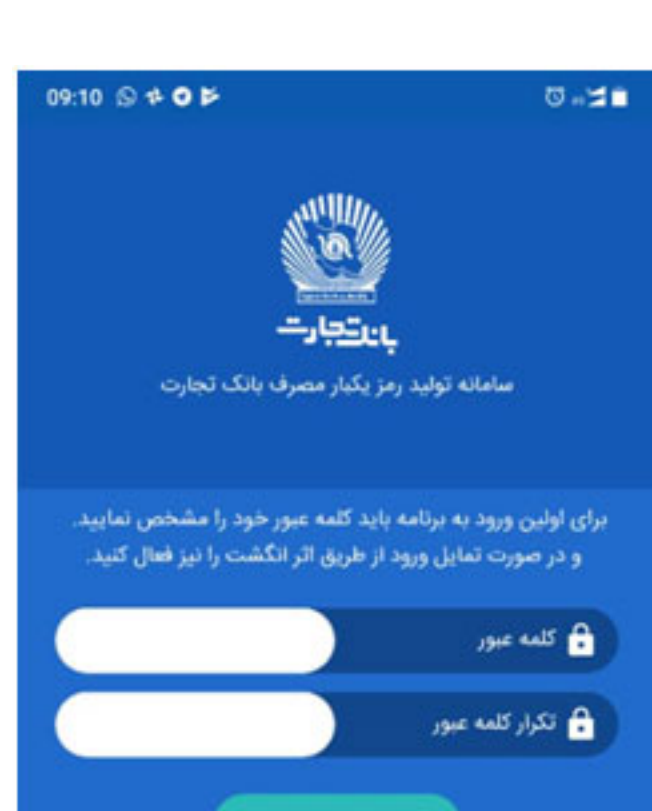 09:10
بانک تجارت
سامانه تولید رمز یکبار مصرف بانک تجارت
برای اولین ورود به برنامه باید کلمه عبور خود را مشخص نمایید.
و در صورت تمایل ورود از طریق اثر انگشت را نیز فعال کنید.
کلمه عبور
تکرار کلمه عبور